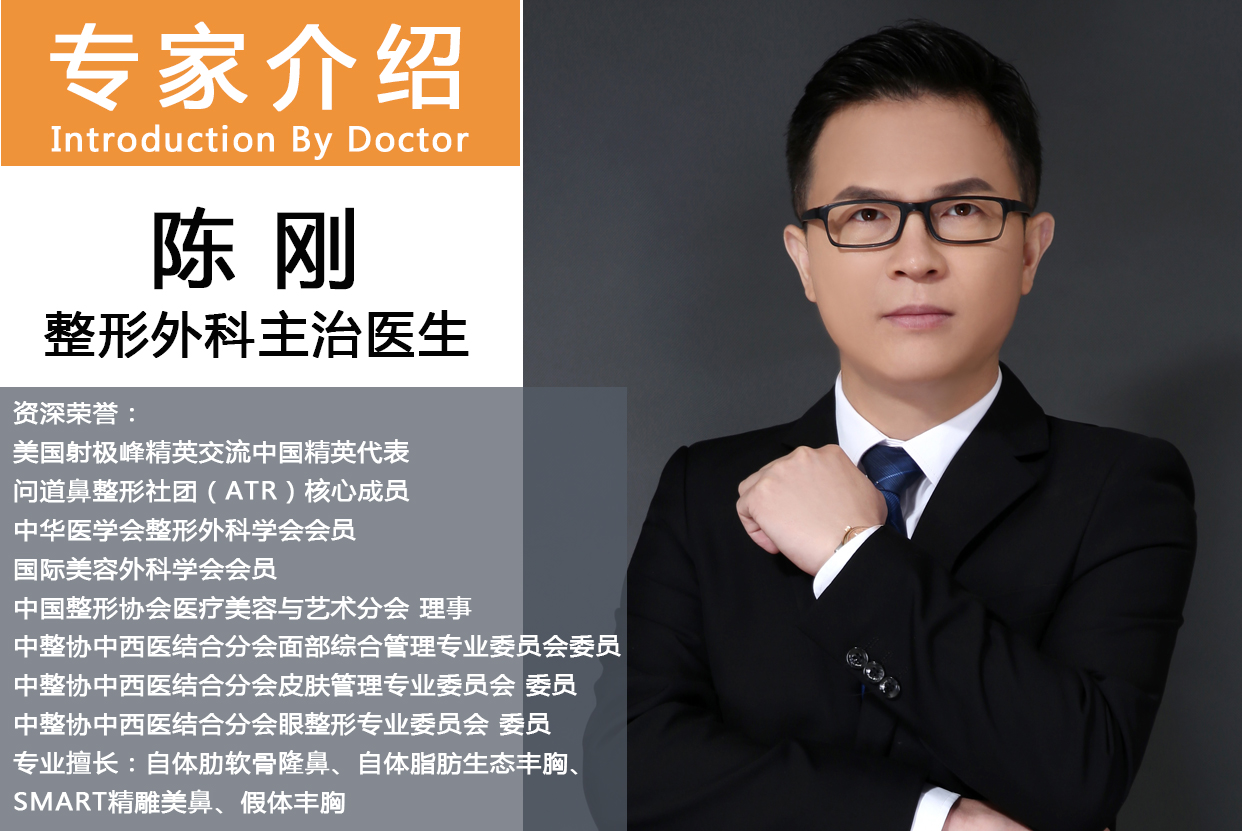 专家介绍
Introduction By Doctor
陈 刚
整形外科主治医生
资深荣誉：
美国射极峰精英交流中国精英代表
问道鼻整形社团（ATR）核心成员
中华医学会整形外科学会会员
国际美容外科学会会员
中国整形协会医疗美容与艺术分会 理事
中整协中西医结合分会面部综合管理专业委员会委员
中整协中西医结合分会皮肤管理专业委员会 委员
中整协中西医结合分会眼整形专业委员会 委员
专业擅长：自体肋软骨隆鼻、自体脂肪生态丰胸、
SMART精雕美鼻、假体丰胸